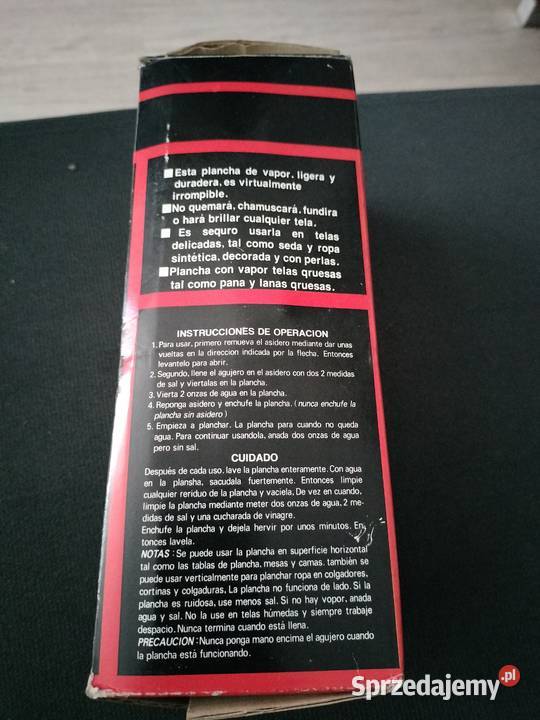 ■Esta plancha de vapor. ligera y
duradera, es virtualmente
irrompible.
■No quemará, chamuscará, fundira
o hará brillar cualquier tela.
■ Es sequro usarla en telas
delicadas, tal como seda y ropa
sintética, decorada y con perlas.
■Plancha con vapor telas qruesas
tal como pana y lanas qruesas.
INSTRUCCIONES DE OPERACION
1. Para usar, primero remueva el asidero mediante dar unas
vueltas en la direccion indicada por la flecha. Entonces
levantelo para abrir.
2. Segundo, llene el agujero en el asidero con dos 2 medidas
de sal y viertalas en la plancha.
3. Vierta 2 onzas de agua en la plancha.
4. Reponga asidero y enchufe la plancha. (nunca enchufe la
plancha sin asidero)
5. Empieza a planchar. La plancha para cuando no queda
agua. Para continuar usandola, anada dos onzas de agua
pero sin sal.
CUIDADO
Después de cada uso, lave la plancha enteramente. Con agua
en la plansha, sacudala fuertemente. Entonces limpie
cualquier reriduo de la plancha y vaciela. De vez en cuando,
limpie la plancha mediante meter dos onzas de agua, 2 me-
didas de sal y una cucharada de vinagre.
Enchufe la plancha y dejela hervir por unos minutos. En-
tonces lavela.
NOTAS : Se puede usar la plancha en superficie horizontal
tal como las tablas de plancha, mesas y camas. también se
puede usar verticalmente para planchar ropa en colgadores,
cortinas y colgaduras. La plancha no funciona de lado. Si la
plancha es ruidosa, use menos sal. Si no hay vapor, anada
agua y sal. No la use en telas húmedas y siempre trabaje
despacio. Nunca termina cuando está llena.
PRECAUCION : Nunca ponga mano encima el agujero cuando
la plancha está funcionando.
Sprzedajemy.pl